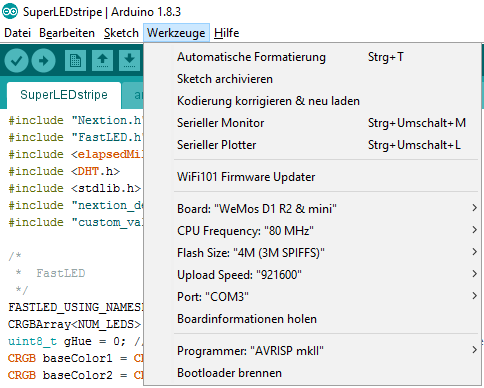 SuperLEDstripe | Arduino 1.8.3
Datei Bearbeiten Sketch Werkzeuge Hilfe
SuperLEDstripe
Automatische Formatierung Strg+T
Sketch archivieren
Kodierung korrigieren & neu laden
Serieller Monitor Strg+Umschalt+M
Serieller Plotter Strg+Umschalt+L
WiFi101 Firmware Updater
Board: "WeMos D1 R2 & mini"
CPU Frequency: "80 MHz"
Flash Size: "4M (3M SPIFFS)"
Upload Speed: "921600"
Port: "COM3"
Boardinformationen holen
Programmer: "AVRISP mkII"
Bootloader brennen
#include "Nextion.h"
#include "FastLED.h"
#include <elapsedMil
#include <DHT.h>
#include <stdlib.h>
#include "nextion_de
#include "custom_val
/*
* FastLED
*/
FASTLED_USING_NAMESP
CRGBArray<NUM_LEDS>
uint8_t gHue = 0; //
CRGB baseColor1 = CR
CRGB baseColor2 = CR